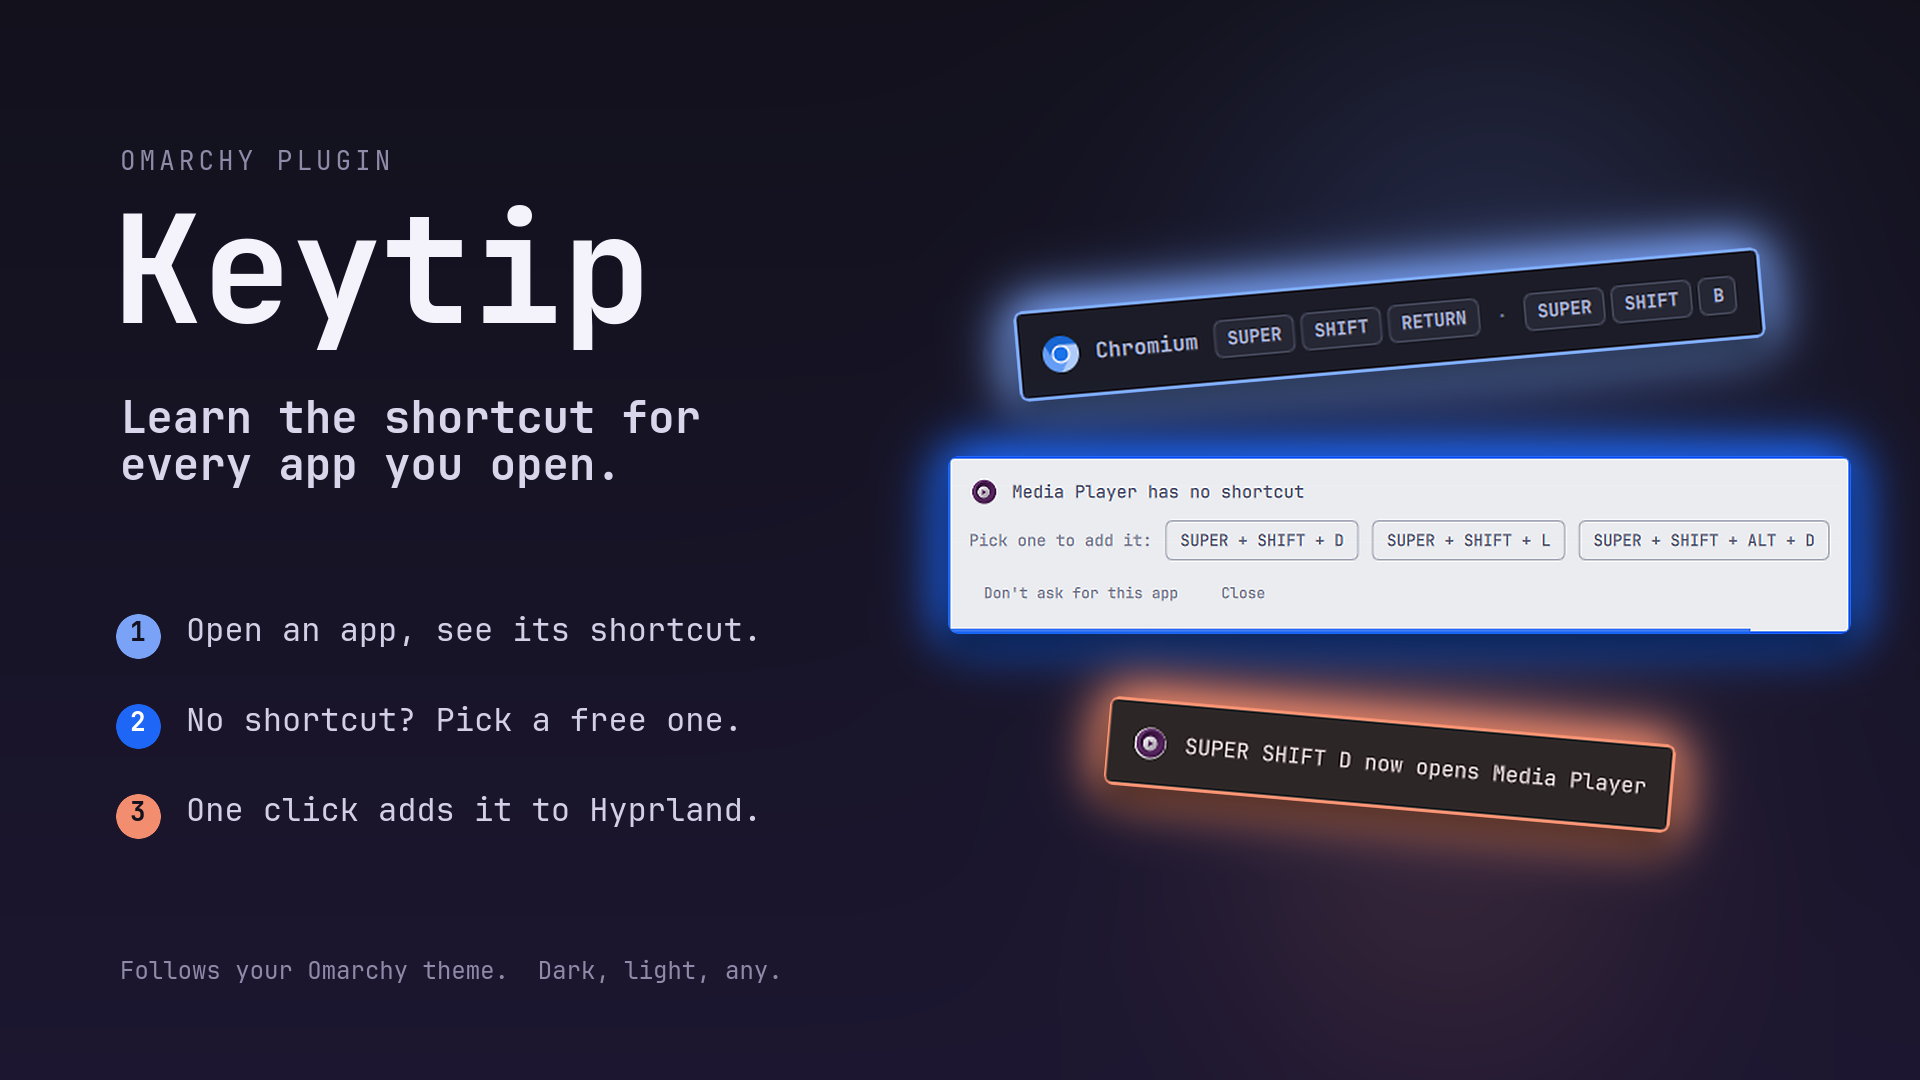 OMARCHY PLUGIN
Keytip
Learn the shortcut for
every app you open.
1 Open an app, see its shortcut.
2 No shortcut? Pick a free one.
3 One click adds it to Hyprland.
Follows your Omarchy theme. Dark, light, any.
Chromium SUPER SHIFT RETURN · SUPER SHIFT B
Media Player has no shortcut
Pick one to add it: SUPER + SHIFT + D SUPER + SHIFT + L SUPER + SHIFT + ALT + D
Don't ask for this app Close
SUPER SHIFT D now opens Media Player